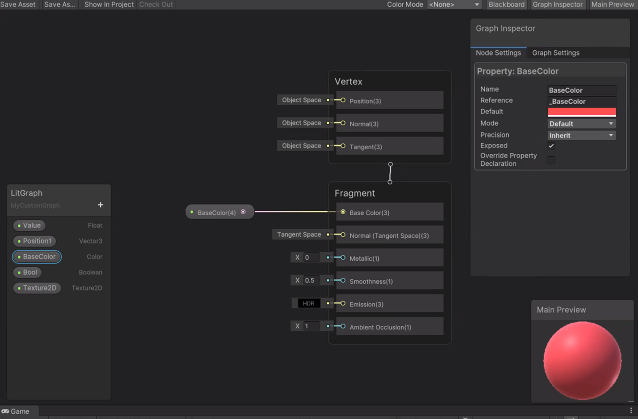 Save Asset Save As... Show In Project Check Out Color Mode <None> Blackboard Graph Inspector Main Preview
Graph Inspector
Node Settings Graph Settings
Property: BaseColor
Name BaseColor
Reference _BaseColor
Default
Mode Default
Precision Inherit
Exposed
Override Property
Declaration
Vertex
Object Space Position(3)
Object Space Normal(3)
Object Space Tangent(3)
Fragment
BaseColor(4) Base Color(3)
Tangent Space Normal (Tangent Space)(3)
X 0 Metallic(1)
X 0.5 Smoothness(1)
HDR Emission(3)
X 1 Ambient Occlusion(1)
LitGraph
MyCustomGraph +
Value Float
Position1 Vector3
BaseColor Color
Bool Boolean
Texture2D Texture2D
Main Preview
Game